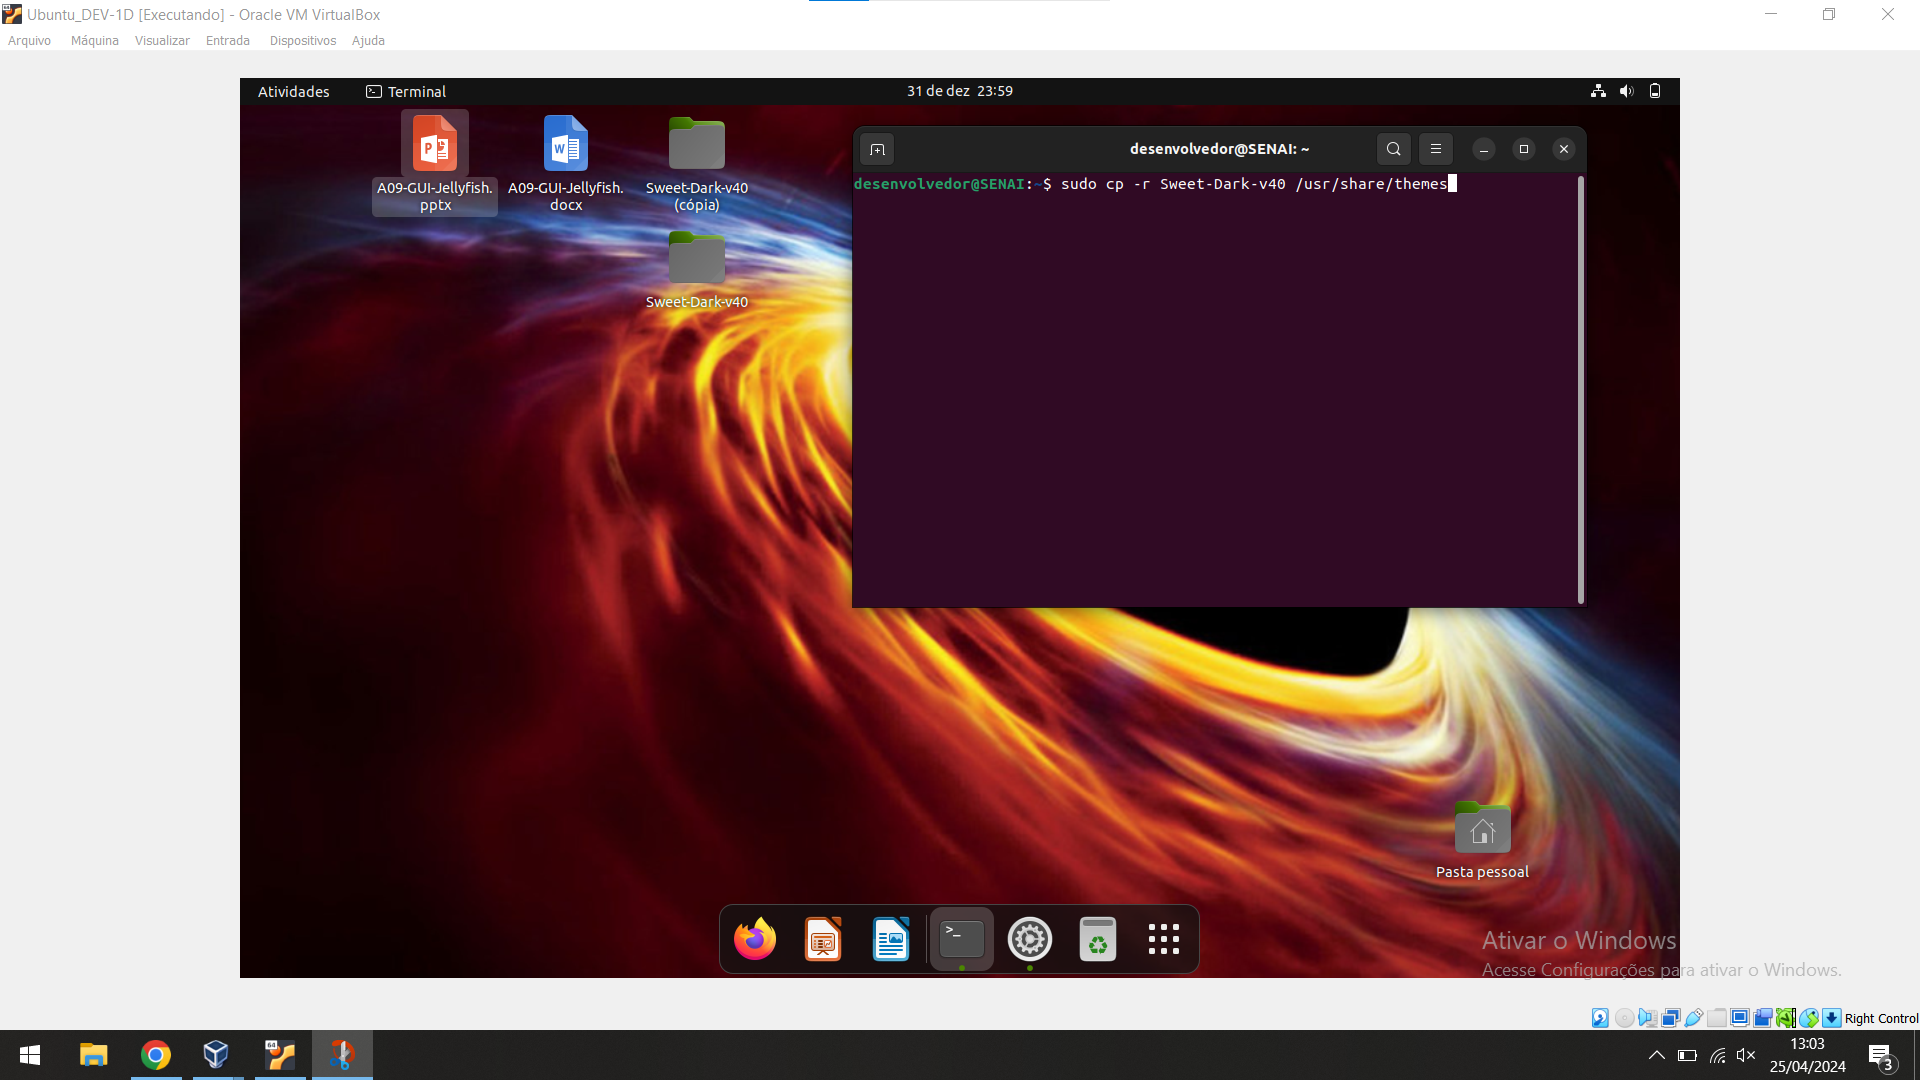 Ubuntu_DEV-1D [Executando] - Oracle VM VirtualBox
Arquivo Máquina Visualizar Entrada Dispositivos Ajuda
Atividades Terminal 31 de dez 23:59
A09-GUI-Jellyfish.
pptx
A09-GUI-Jellyfish.
docx
Sweet-Dark-v40
(cópia)
Sweet-Dark-v40
desenvolvedor@SENAI: ~
desenvolvedor@SENAI:~$ sudo cp -r Sweet-Dark-v40 /usr/share/themes
Pasta pessoal
Ativar o Windows
Acesse Configurações para ativar o Windows.
Right Control
64
13:03
25/04/2024
3